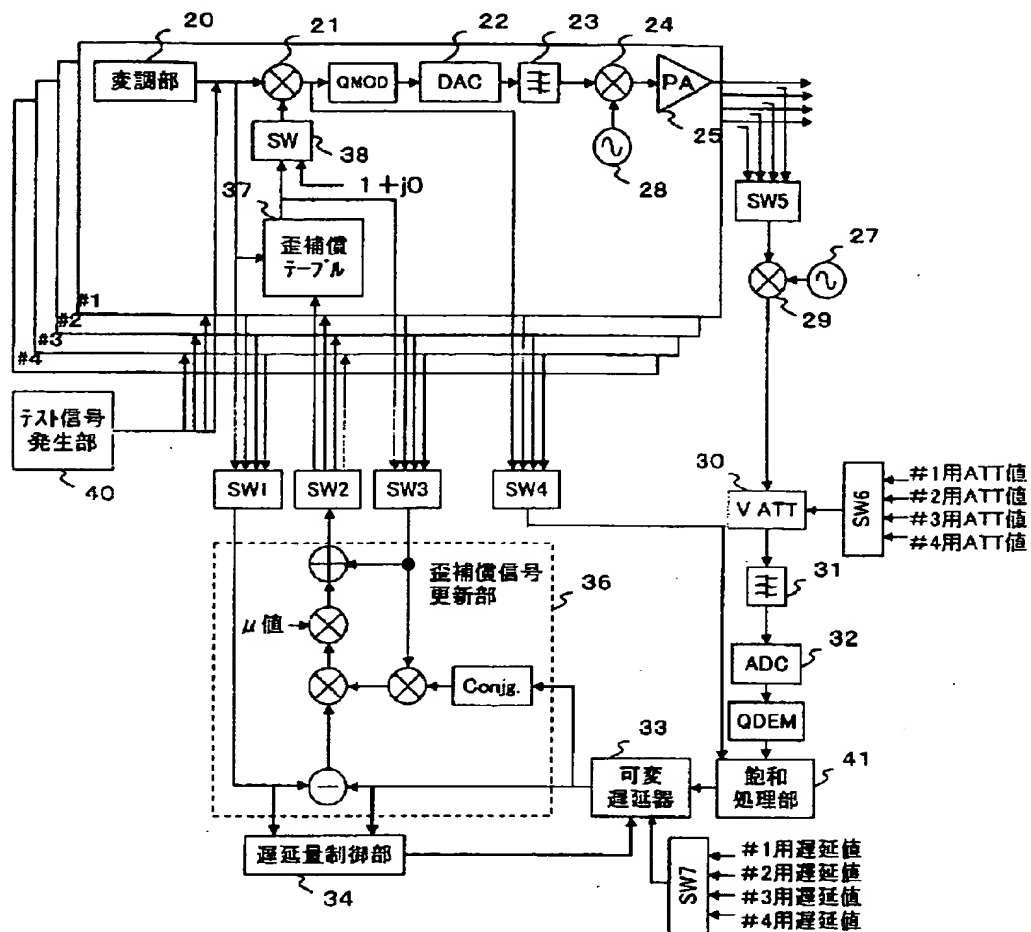 20
21
22
23
24
変調部
QMOD
DAC
PA
25
SW
38
28
1+j0
SW5
37
歪補償
テーブル
27
29
#1
#2
#3
#4
テスト信号
発生部
40
SW1
SW2
SW3
SW4
30
V ATT
SW6
#1用ATT値
#2用ATT値
#3用ATT値
#4用ATT値
歪補償信号
更新部
36
31
μ値
32
ADC
Conjg.
QDEM
33
可変
遅延器
飽和
処理部
41
遅延量制御部
34
SW7
#1用遅延値
#2用遅延値
#3用遅延値
#4用遅延値